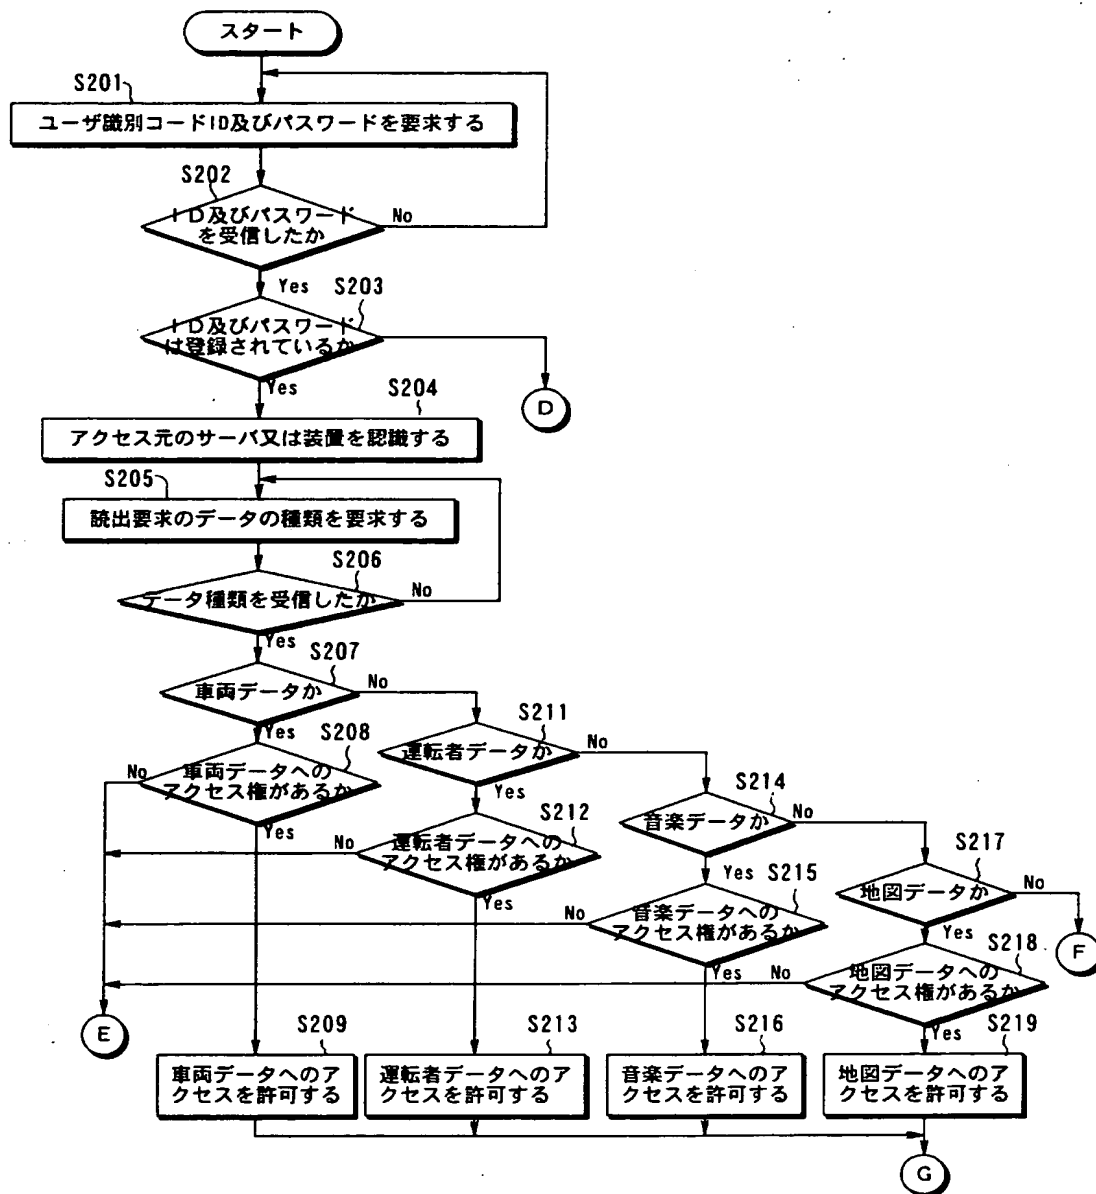 スタート
S201
ユーザ識別コードID及びパスワードを要求する
S202
ID及びパスワード
を受信したか
No
Yes
S203
ID及びパスワード
は登録されているか
Yes
D
S204
アクセス元のサーバ又は装置を認識する
S205
読出要求のデータの種類を要求する
S206
データ種類を受信したか
No
Yes
S207
車両データか
No
Yes
S208
車両データへの
アクセス権があるか
No
Yes
S211
運転者データか
No
Yes
S212
運転者データへの
アクセス権があるか
No
Yes
S214
音楽データか
No
Yes
S215
音楽データへの
アクセス権があるか
No
Yes
S217
地図データか
No
Yes
F
S218
地図データへの
アクセス権があるか
No
Yes
E
S209
車両データへのア
クセスを許可する
S213
運転者データへのア
クセスを許可する
S216
音楽データへのア
クセスを許可する
S219
地図データへのア
クセスを許可する
G